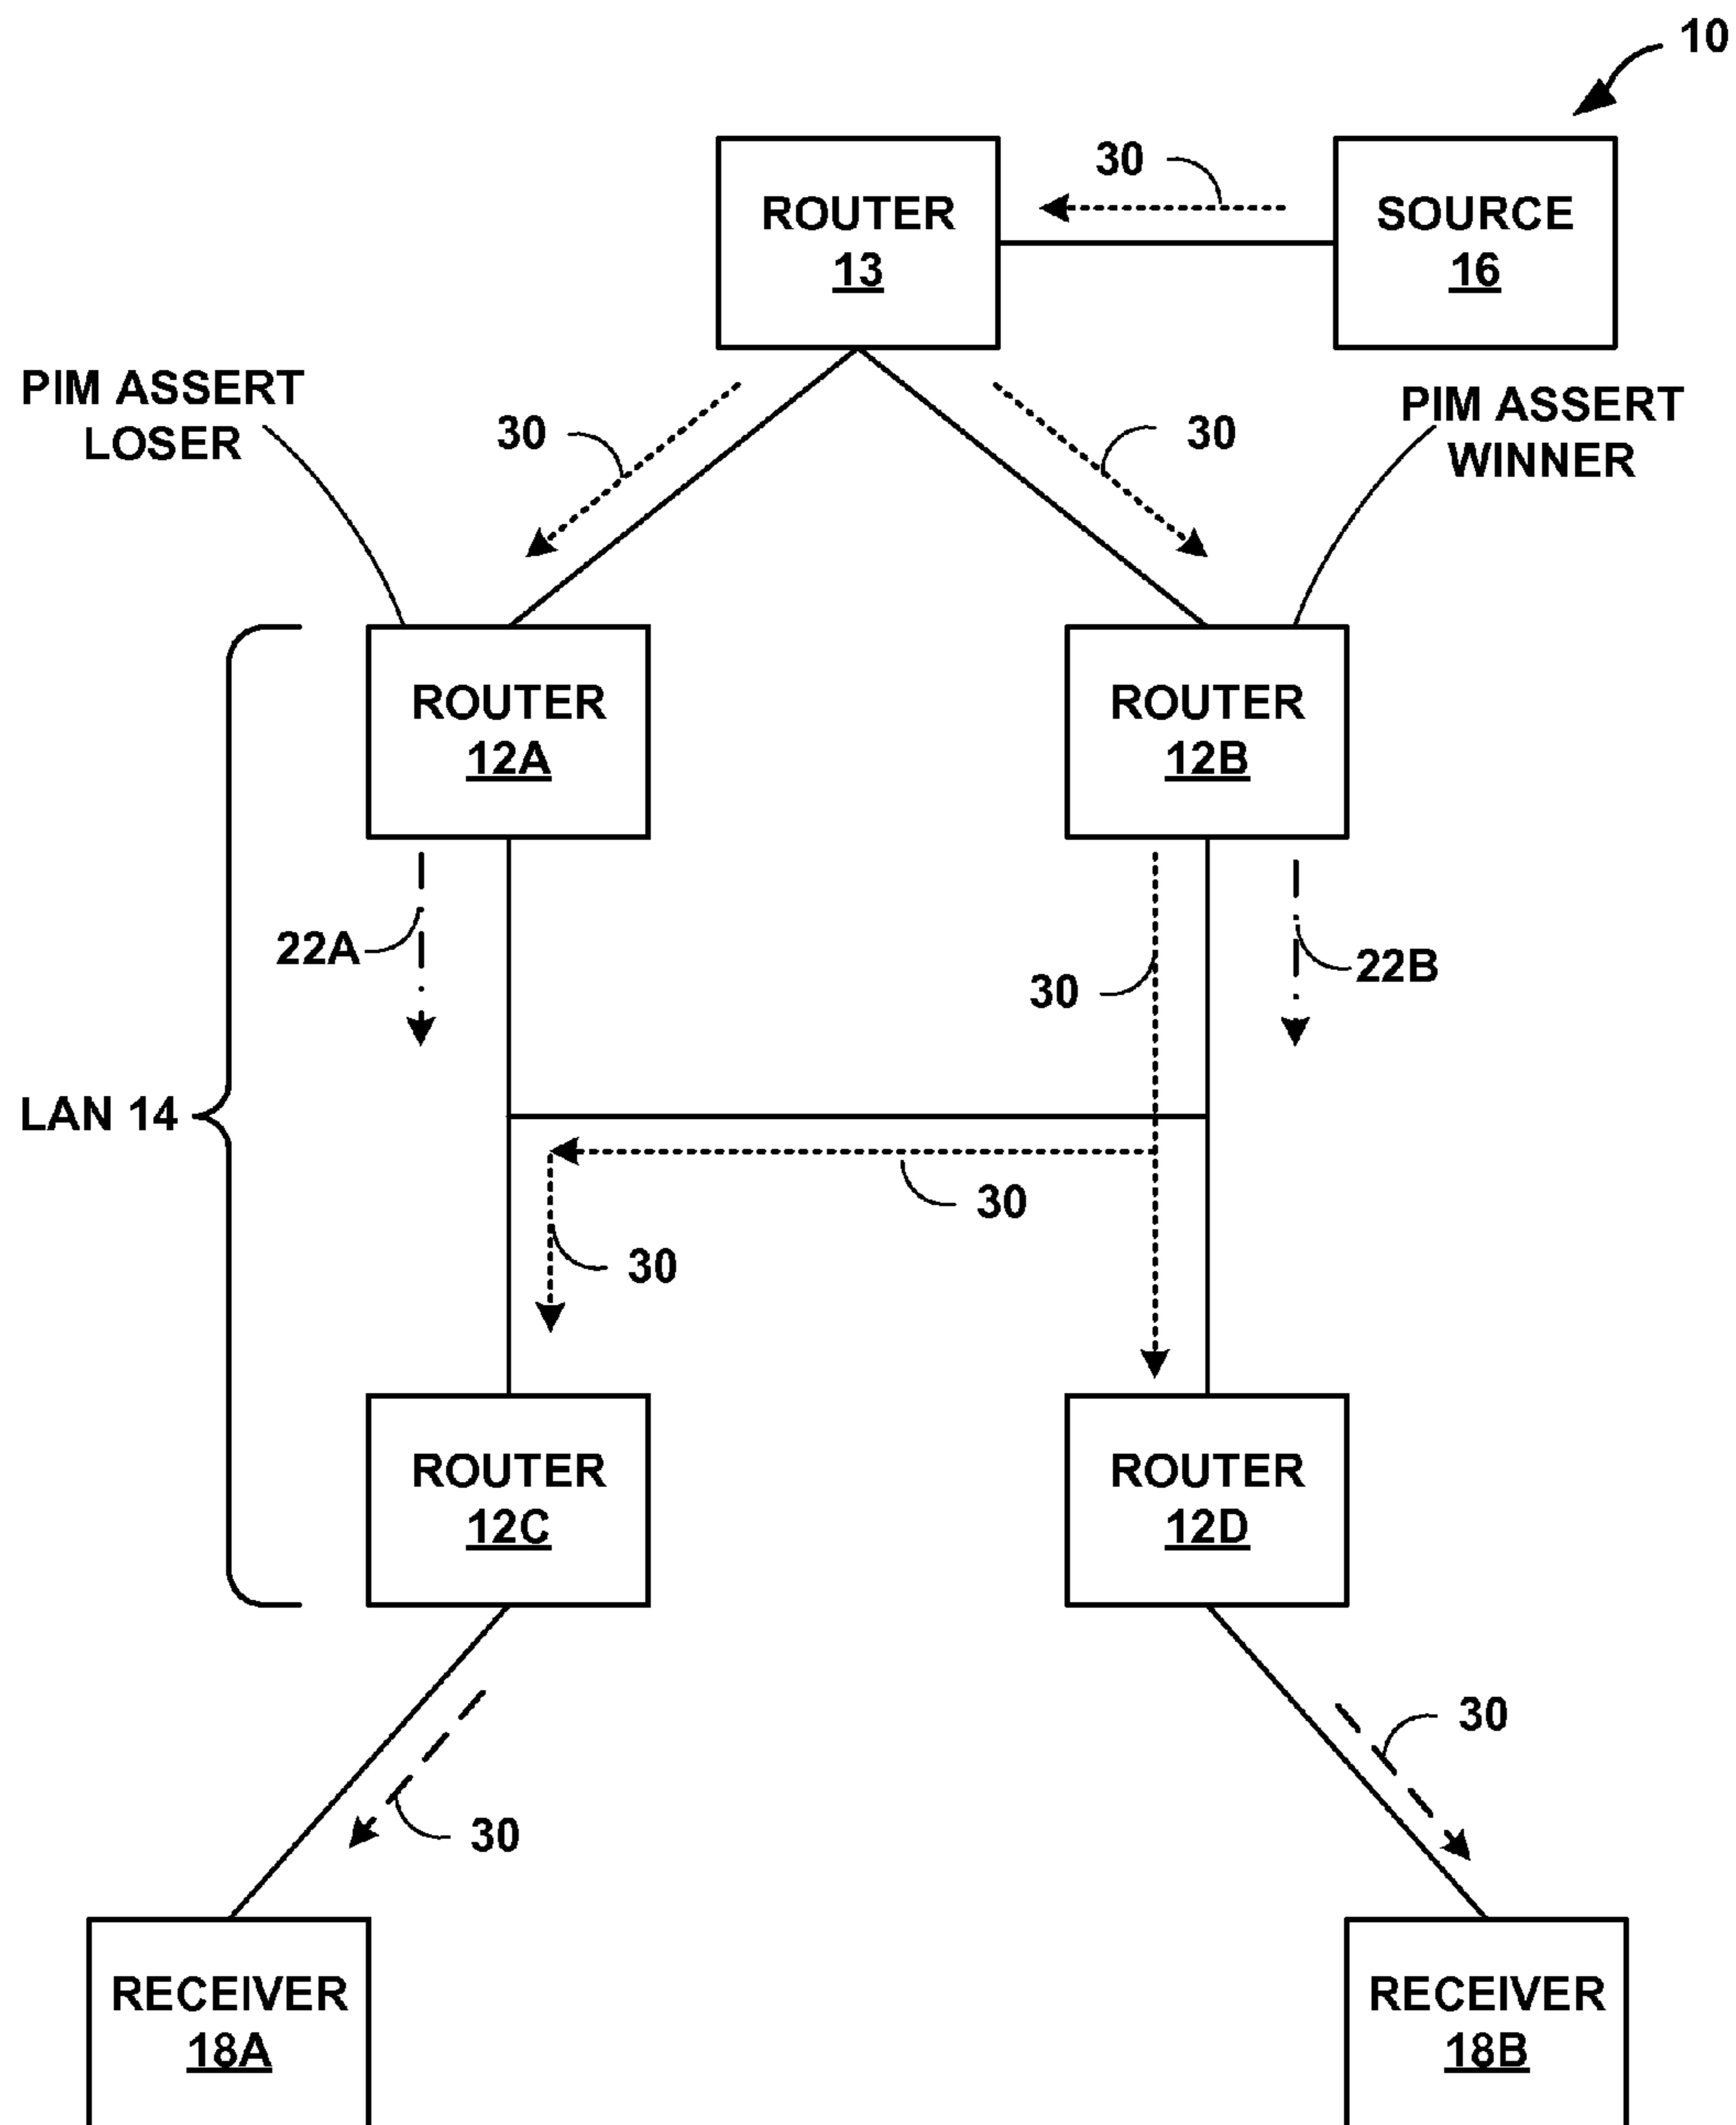 10
30
ROUTER
13
SOURCE
16
PIM ASSERT
LOSER
30
30
PIM ASSERT
WINNER
ROUTER
12A
ROUTER
12B
22A
30
22B
LAN 14
30
30
ROUTER
12C
ROUTER
12D
30
30
RECEIVER
18A
RECEIVER
18B